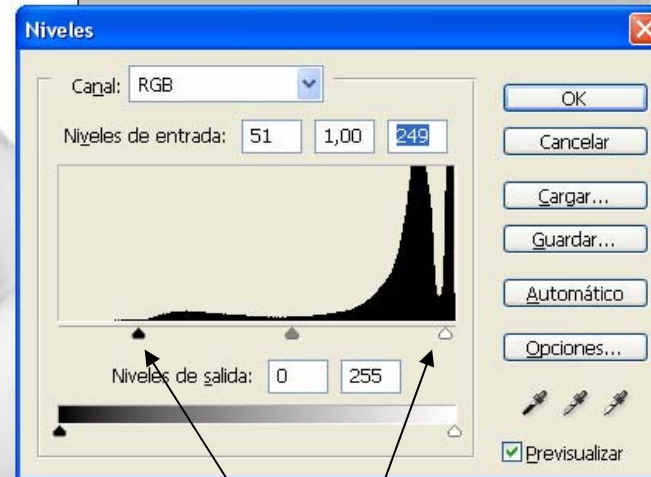 Niveles
Canal: RGB
Niveles de entrada: 51 1,00 249
Niveles de salida: 0 255
OK
Cancelar
Cargar...
Guardar...
Automático
Opciones...
Previsualizar